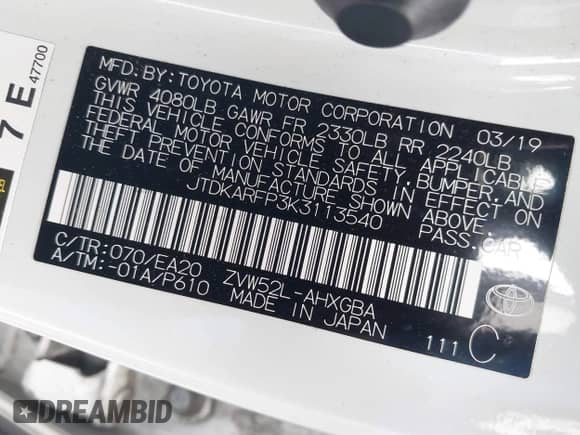 MFD. BY: TOYOTA MOTOR CORPORATION 03/19
GVWR 4080LB GAWR FR 2330LB RR 2240LB
THIS VEHICLE CONFORMS TO ALL APPLICABLE
FEDERAL MOTOR VEHICLE SAFETY, BUMPER, AND
THEFT PREVENTION STANDARDS IN EFFECT ON
THE DATE OF MANUFACTURE SHOWN ABOVE.
JTDKARFP3K3113540 PASS.CAR
C/TR: 070/EA20 ZVW52L-AHXGBA
A/TM: -01A/P610 MADE IN JAPAN
111 C
7 E
47700
DREAMBID